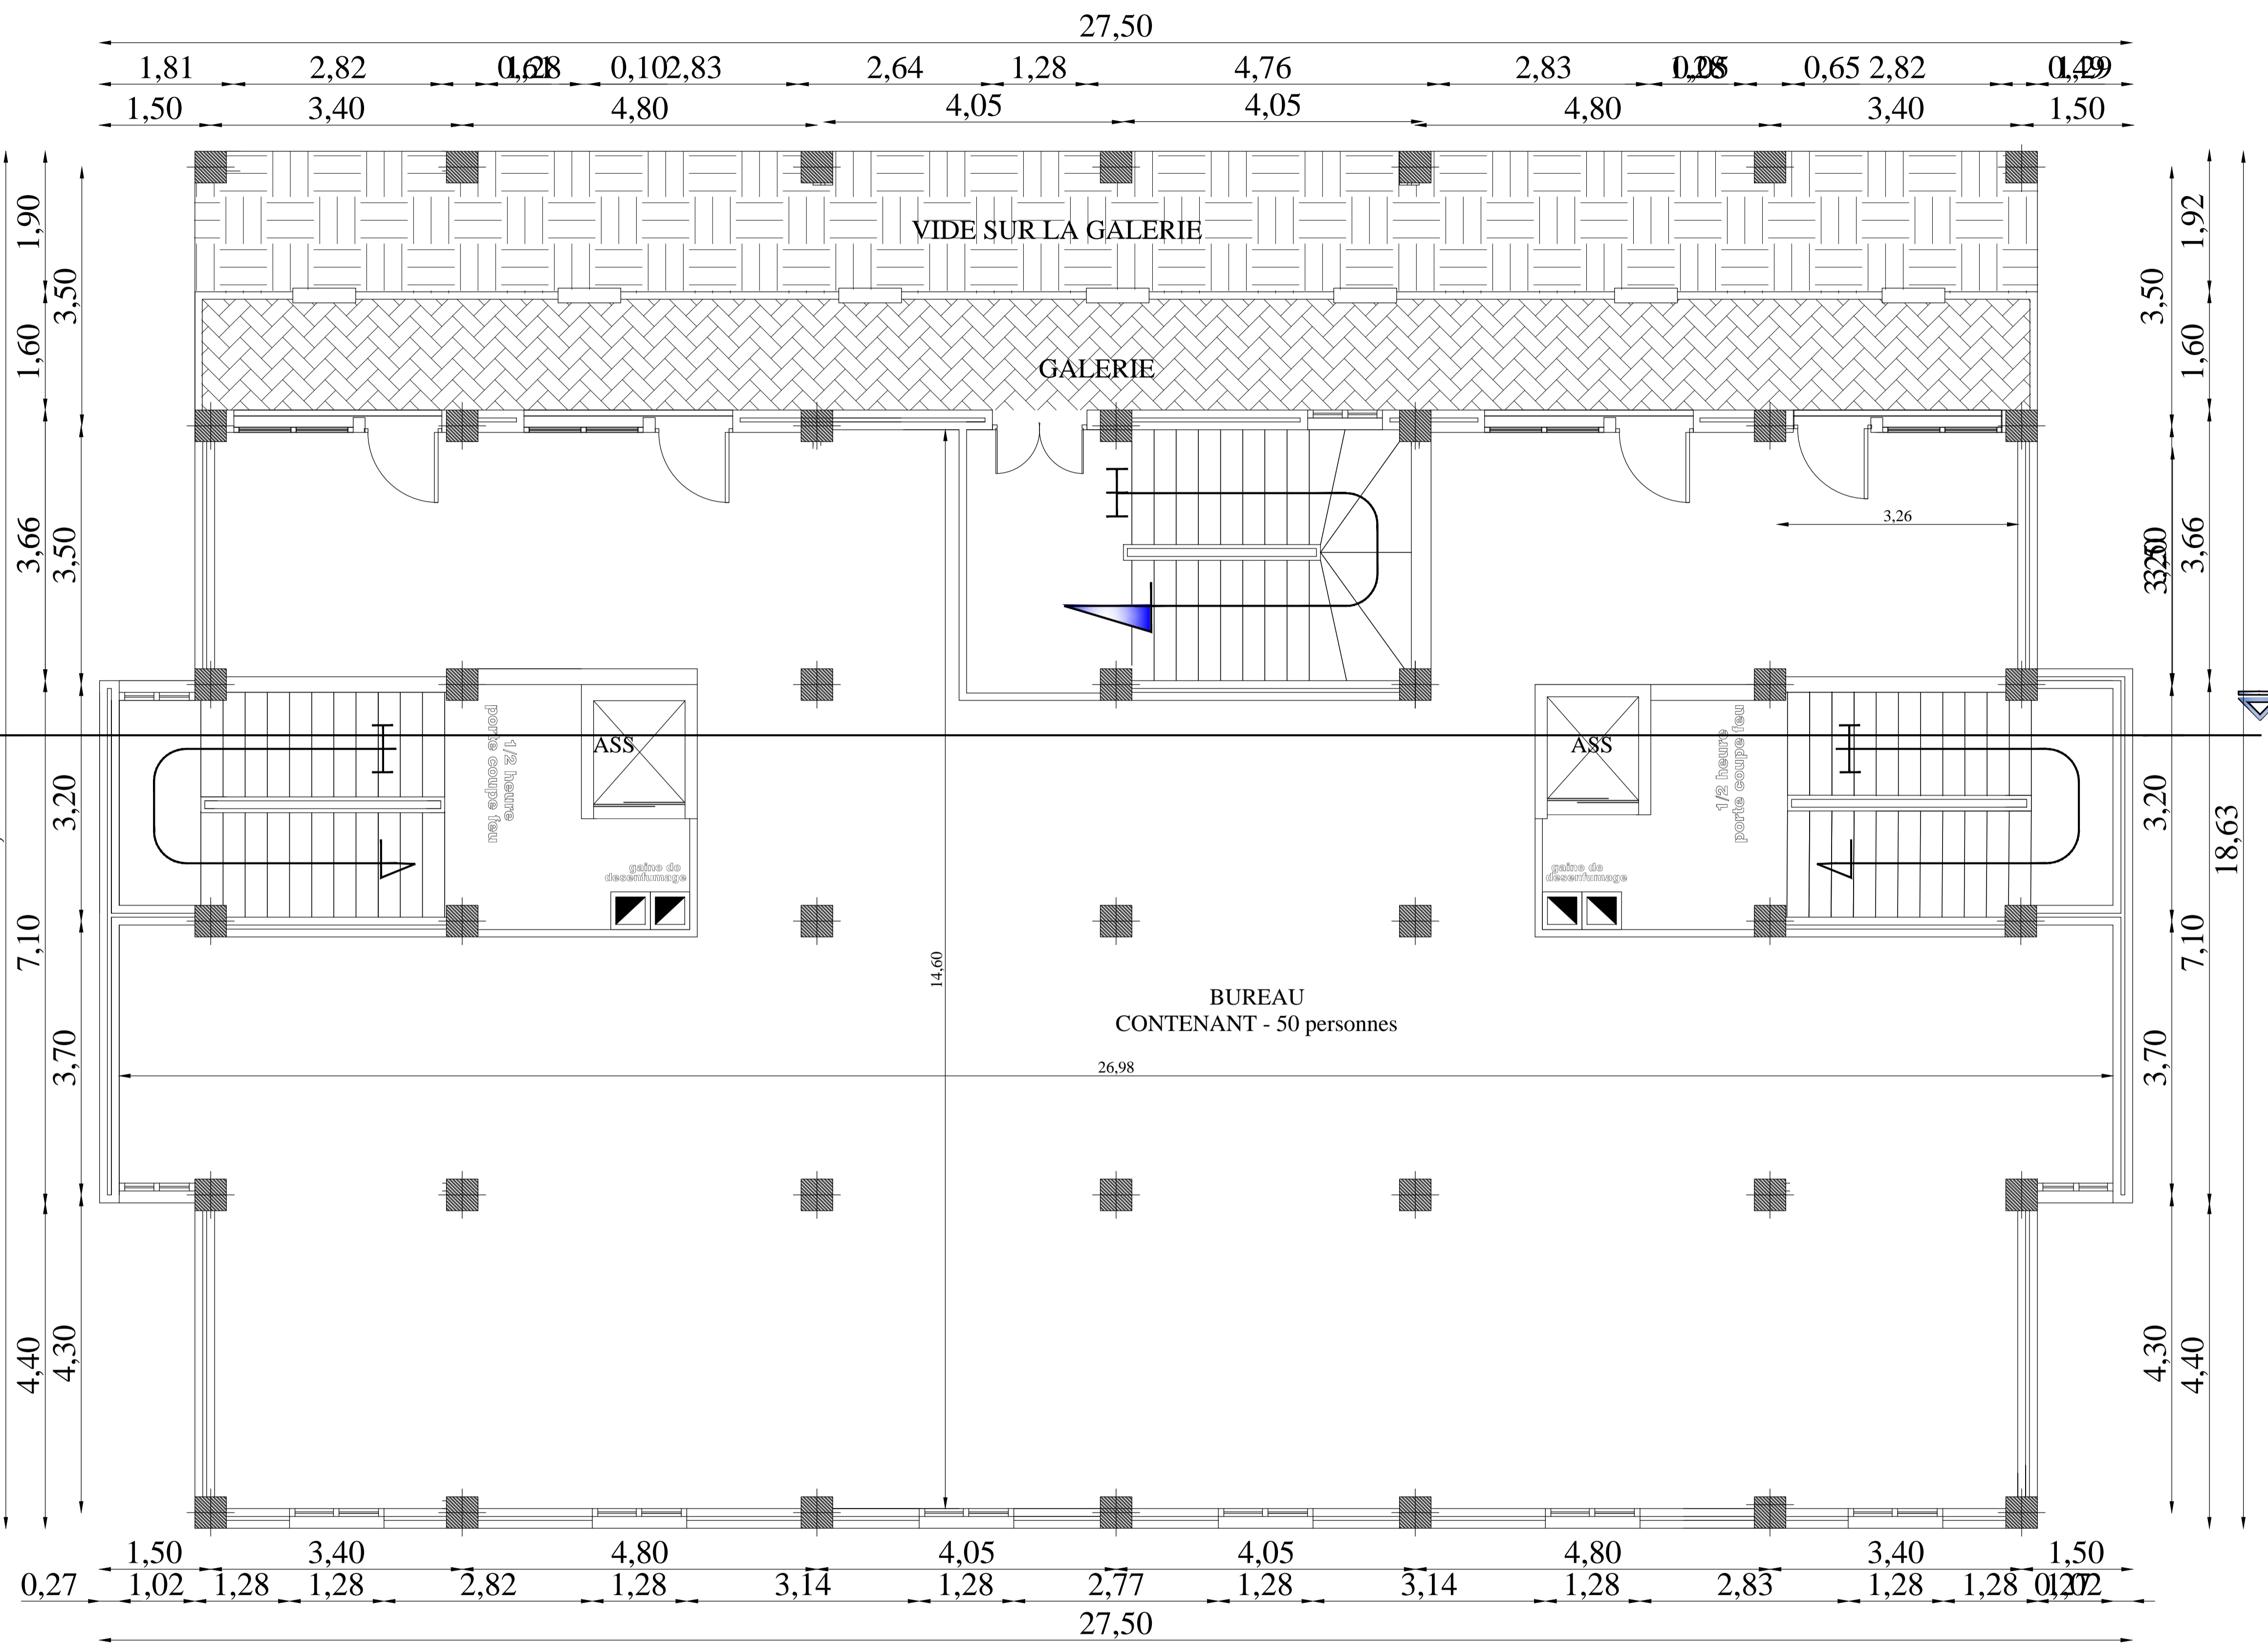 27,50
1,81 2,82 0,10 2,83 2,64 1,28 4,76 2,83 0,65 2,82
1,50 3,40 4,80 4,05 4,05 4,80 3,40 1,50
1,90
1,60
3,66
7,10
4,40
3,50
3,50
3,20
3,70
4,30
VIDE SUR LA GALERIE
GALERIE
3,26
porte coupe feu
1/2 heure
ASS
gaine de
desenfumage
ASS
1/2 heure
porte coupe feu
gaine de
desenfumage
14,60
BUREAU
CONTENANT - 50 personnes
26,98
3,50
3,20
3,70
4,30
1,92
1,60
3,66
7,10
4,40
18,63
1,50 3,40 4,80 4,05 4,05 4,80 3,40 1,50
0,27 1,02 1,28 1,28 2,82 1,28 3,14 1,28 2,77 1,28 3,14 1,28 2,83 1,28 1,28
27,50